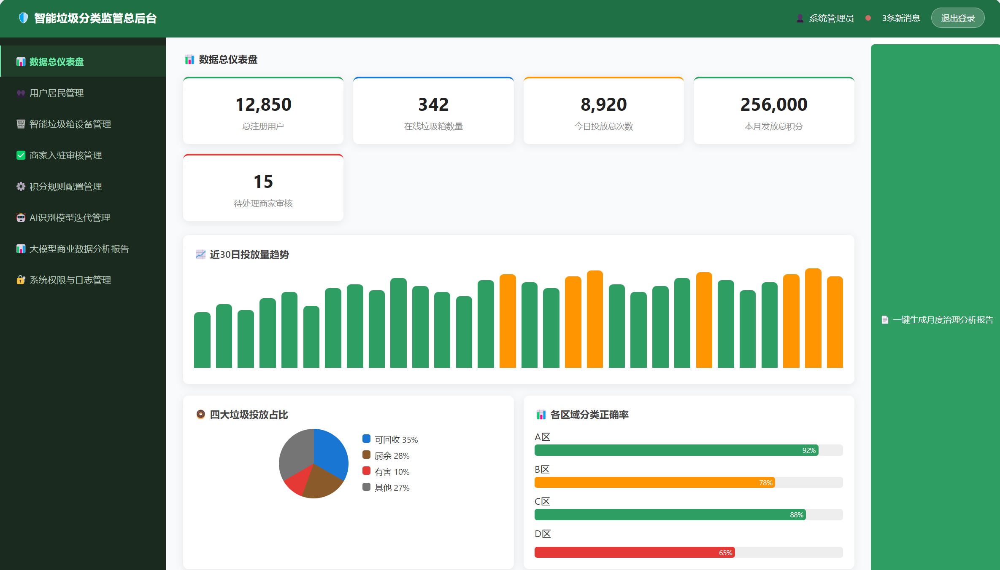 智能垃圾分类监管总后台
系统管理员
3条新消息
退出登录
数据总仪表盘
用户居民管理
智能垃圾箱设备管理
商家入驻审核管理
积分规则配置管理
AI识别模型迭代管理
大模型商业数据分析报告
系统权限与日志管理
数据总仪表盘
12,850
总注册用户
342
在线垃圾箱数量
8,920
今日投放总次数
256,000
本月发放总积分
15
待处理商家审核
近30日投放量趋势
四大垃圾投放占比
可回收 35%
厨余 28%
有害 10%
其他 27%
各区域分类正确率
A区
92%
B区
78%
C区
88%
D区
65%
一键生成月度治理分析报告